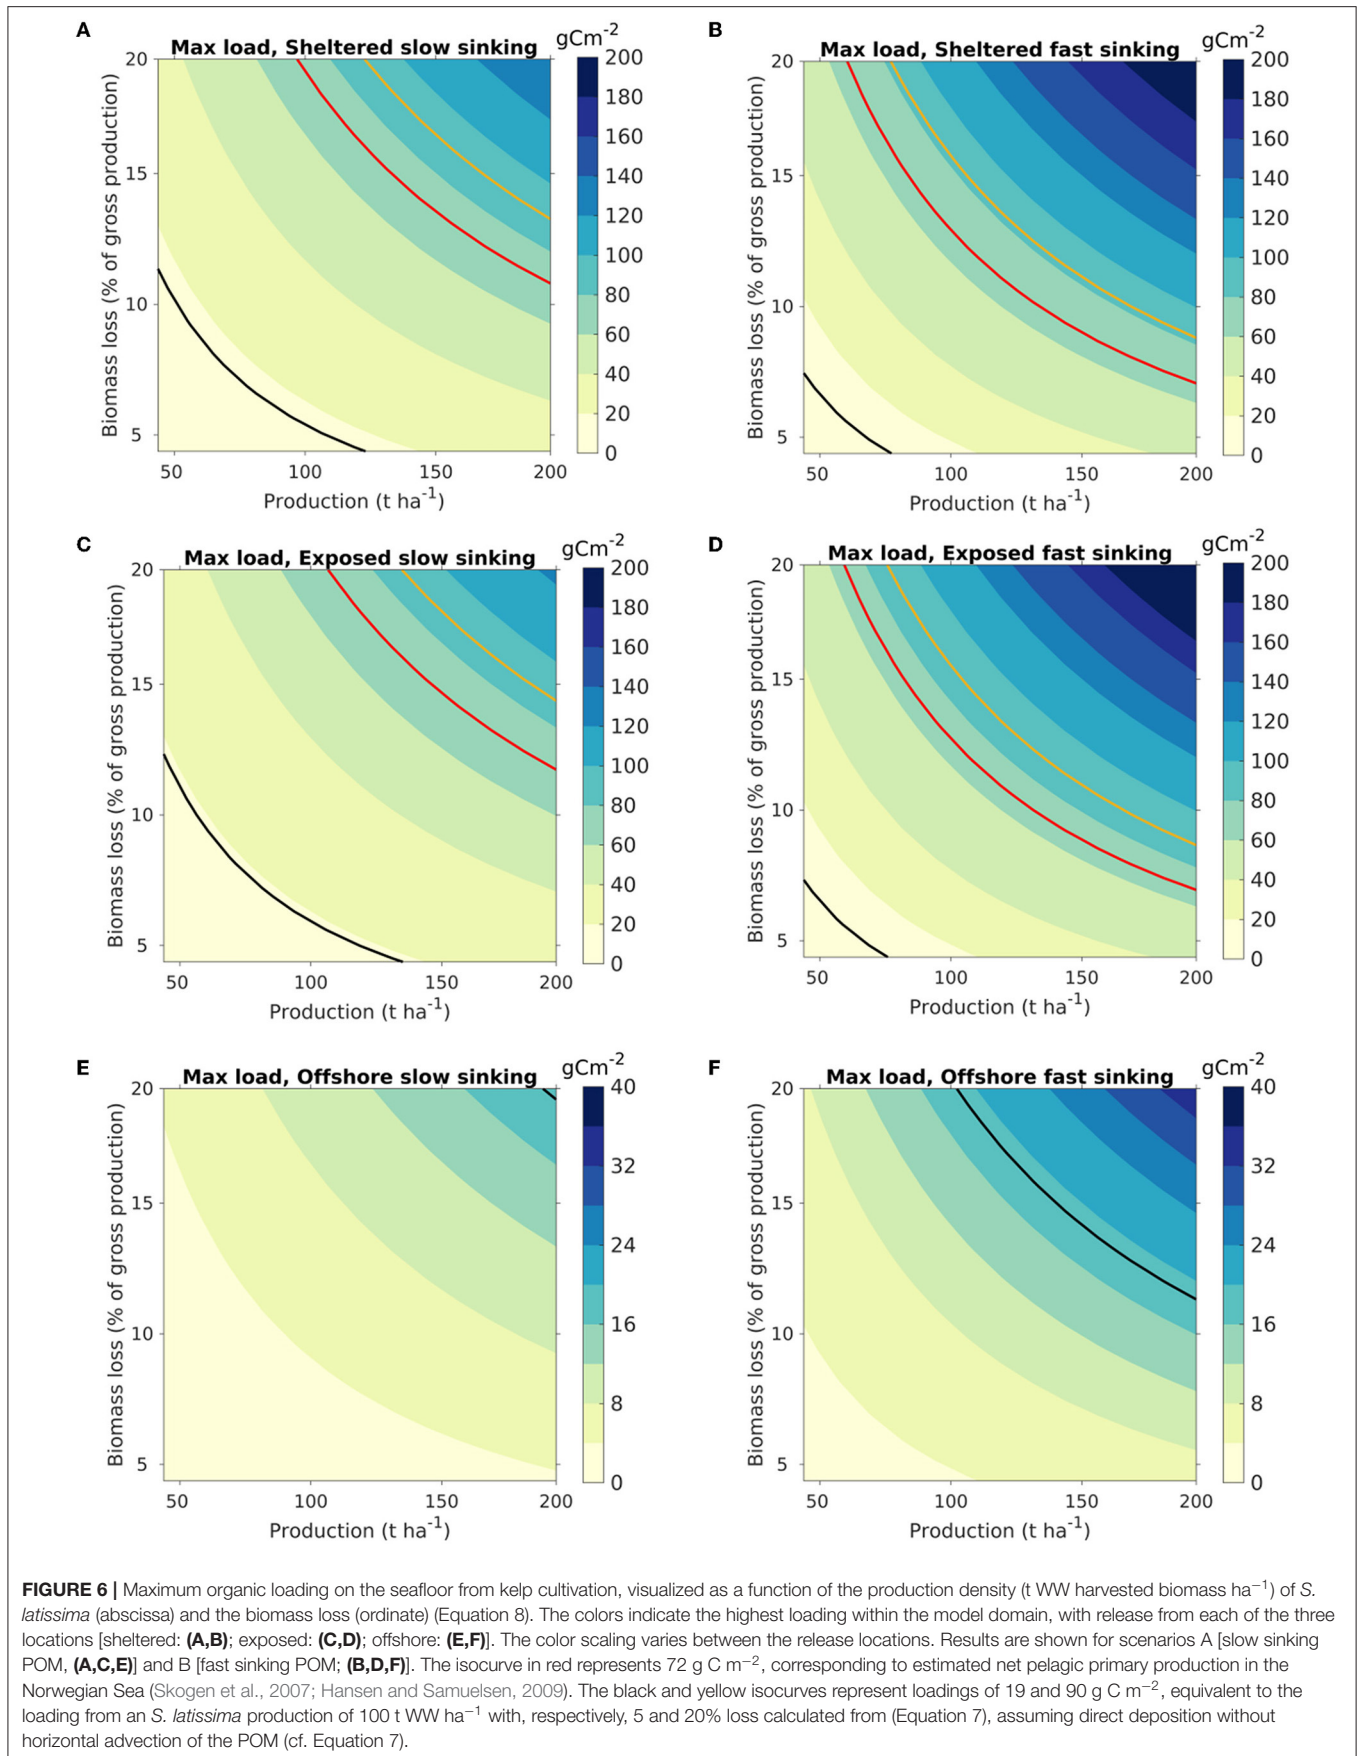 A
Max load, Sheltered slow sinking
gCm-2
Biomass loss (% of gross production)
20
15
10
5
50
100
150
200
Production (t ha-1)
200
180
160
140
120
100
80
60
40
20
0
B
Max load, Sheltered fast sinking
gCm-2
Biomass loss (% of gross production)
20
15
10
5
50
100
150
200
Production (t ha-1)
200
180
160
140
120
100
80
60
40
20
0
C
Max load, Exposed slow sinking
gCm-2
Biomass loss (% of gross production)
20
15
10
5
50
100
150
200
Production (t ha-1)
200
180
160
140
120
100
80
60
40
20
0
D
Max load, Exposed fast sinking
gCm-2
Biomass loss (% of gross production)
20
15
10
5
50
100
150
200
Production (t ha-1)
200
180
160
140
120
100
80
60
40
20
0
E
Max load, Offshore slow sinking
gCm-2
Biomass loss (% of gross production)
20
15
10
5
50
100
150
200
Production (t ha-1)
40
32
24
16
8
0
F
Max load, Offshore fast sinking
gCm-2
Biomass loss (% of gross production)
20
15
10
5
50
100
150
200
Production (t ha-1)
40
32
24
16
8
0
FIGURE 6 | Maximum organic loading on the seafloor from kelp cultivation, visualized as a function of the production density (t WW harvested biomass ha−1) of S.
latissima (abscissa) and the biomass loss (ordinate) (Equation 8). The colors indicate the highest loading within the model domain, with release from each of the three
locations [sheltered: (A,B); exposed: (C,D); offshore: (E,F)]. The color scaling varies between the release locations. Results are shown for scenarios A [slow sinking
POM, (A,C,E)] and B [fast sinking POM; (B,D,F)]. The isocurve in red represents 72 g C m−2, corresponding to estimated net pelagic primary production in the
Norwegian Sea (Skogen et al., 2007; Hansen and Samuelsen, 2009). The black and yellow isocurves represent loadings of 19 and 90 g C m−2, equivalent to the
loading from an S. latissima production of 100 t WW ha−1 with, respectively, 5 and 20% loss calculated from (Equation 7), assuming direct deposition without
horizontal advection of the POM (cf. Equation 7).